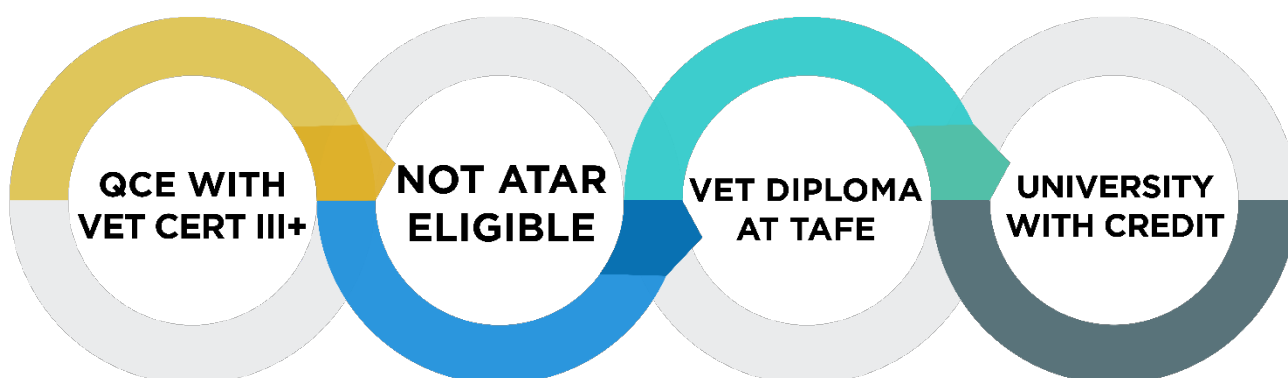 QCE WITH
VET CERT III+
NOT ATAR
ELIGIBLE
VET DIPLOMA
AT TAFE
UNIVERSITY
WITH CREDIT